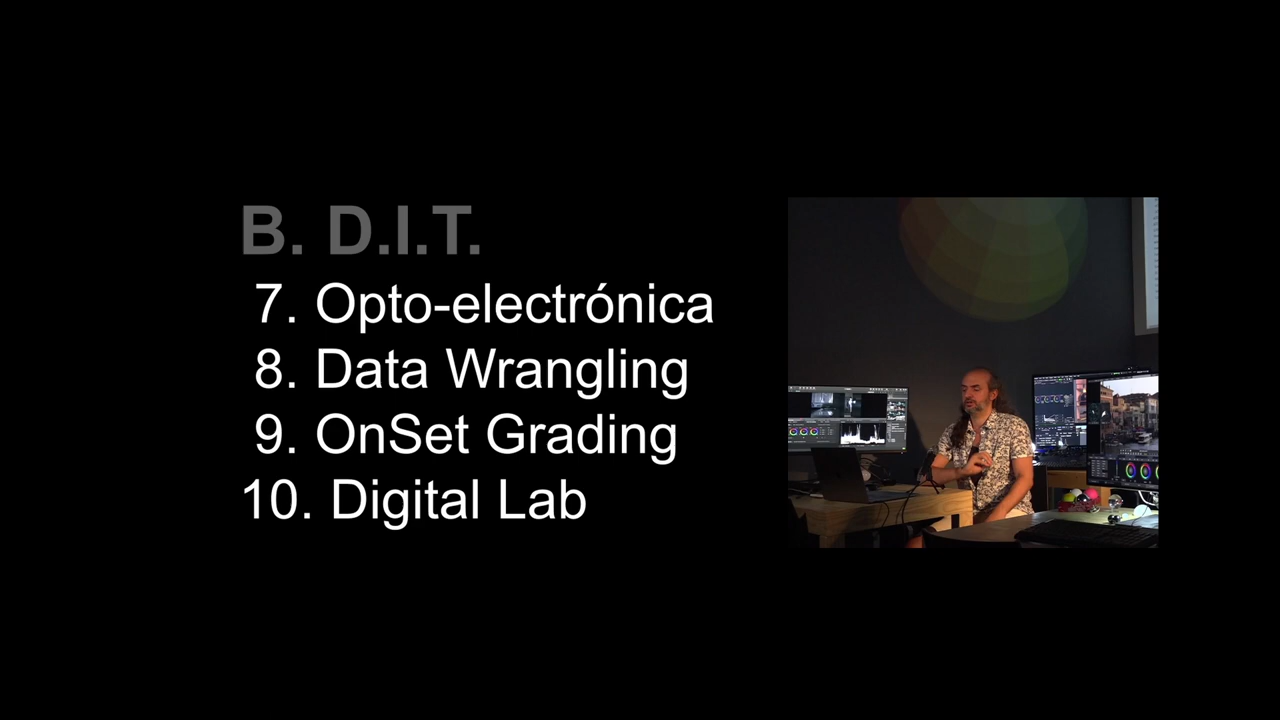 B. D.I.T.
7. Opto-electrónica
8. Data Wrangling
9. OnSet Grading
10. Digital Lab